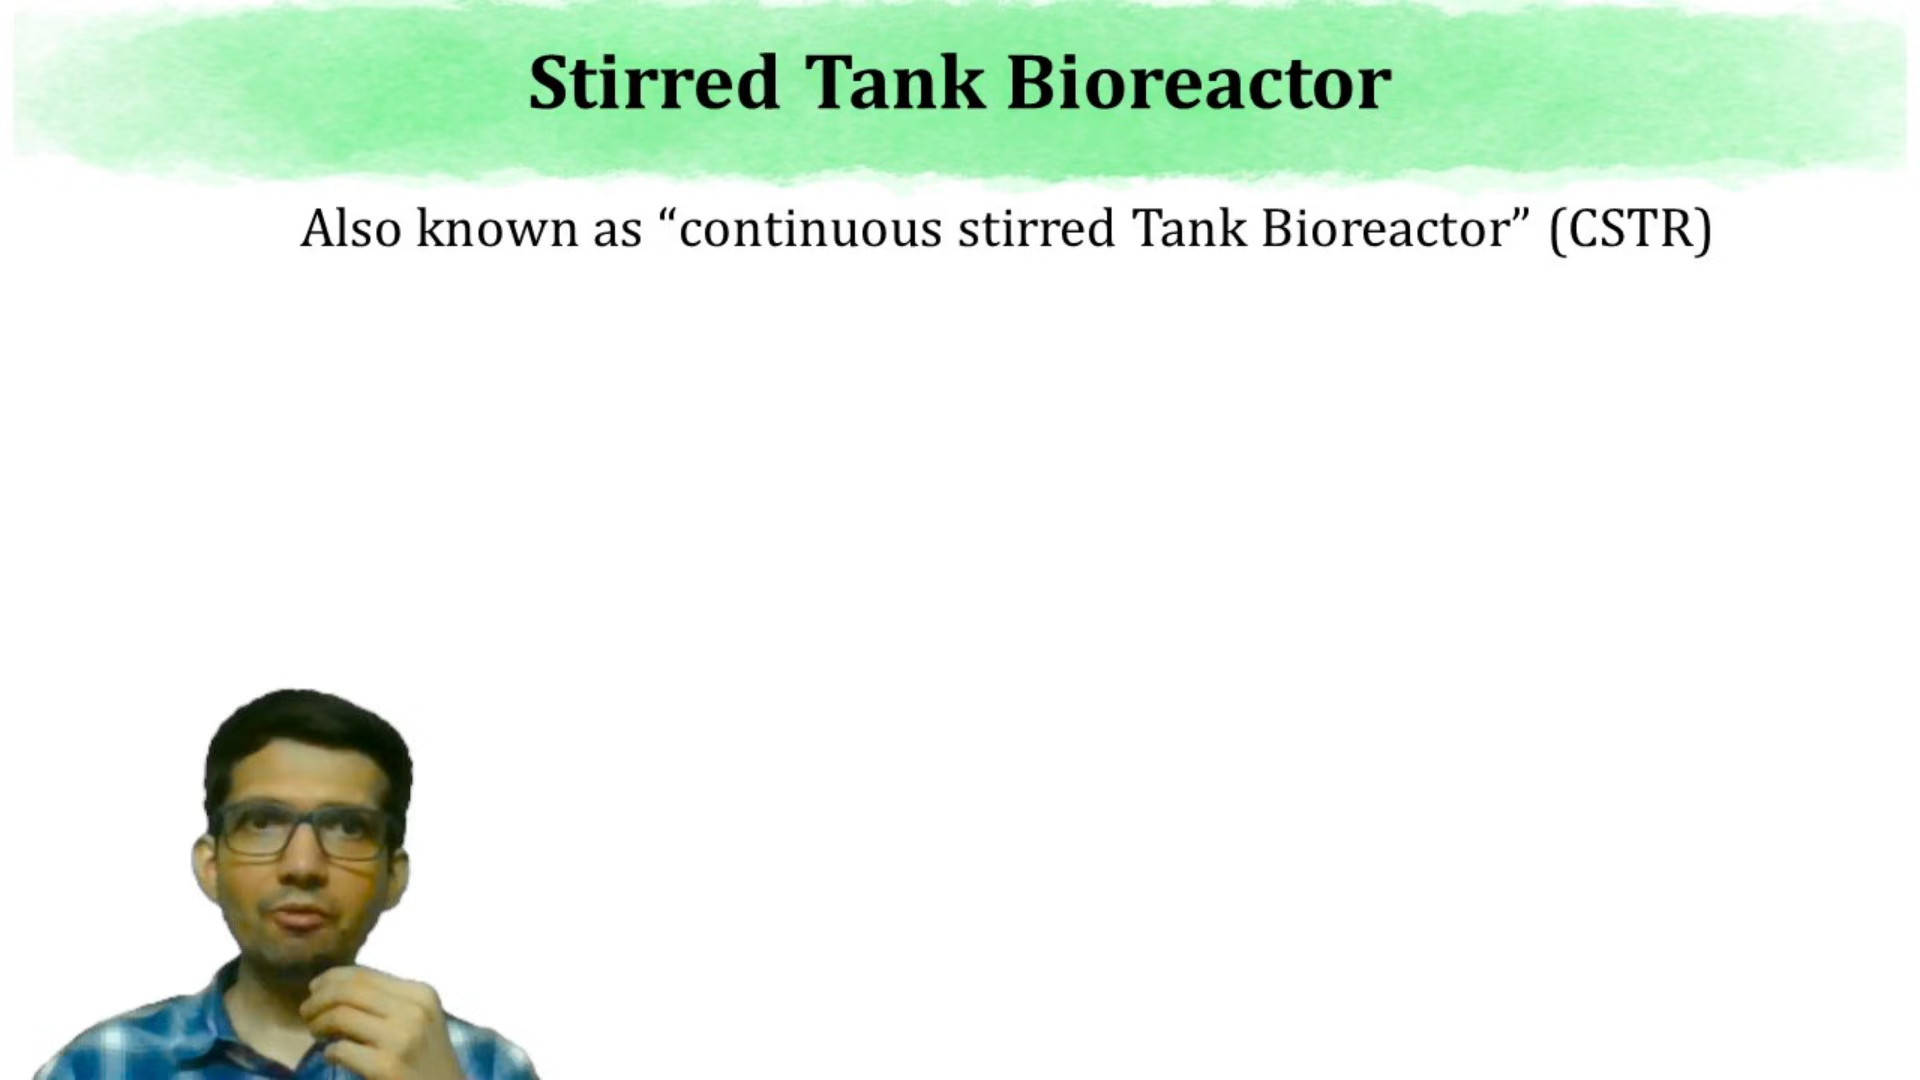 Stirred Tank Bioreactor
Also known as “continuous stirred Tank Bioreactor” (CSTR)